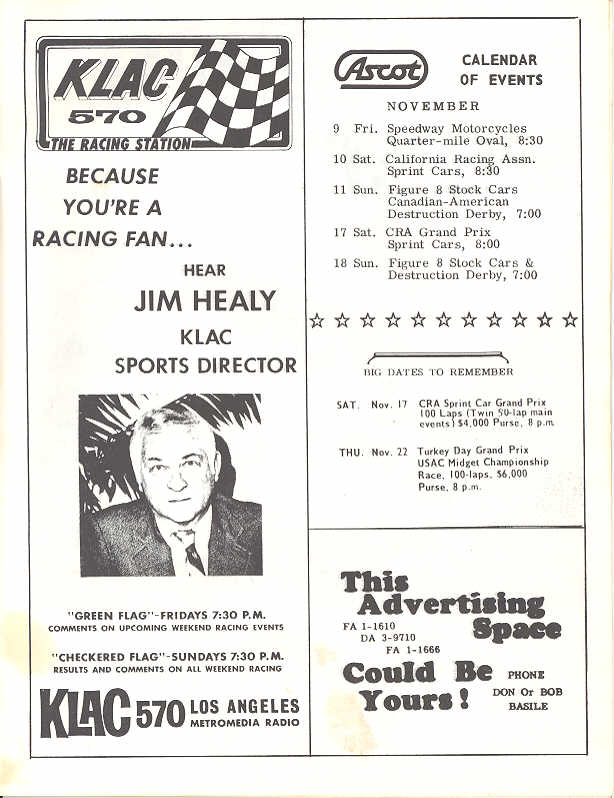 KLAC
570
THE RACING STATION
BECAUSE
YOU'RE A
RACING FAN...
HEAR
JIM HEALY
KLAC
SPORTS DIRECTOR
"GREEN FLAG"-FRIDAYS 7:30 P.M.
COMMENTS ON UPCOMING WEEKEND RACING EVENTS
"CHECKERED FLAG"-SUNDAYS 7:30 P.M.
RESULTS AND COMMENTS ON ALL WEEKEND RACING
KLAC 570 LOS ANGELES
METROMEDIA RADIO
Ascot
CALENDAR
OF EVENTS
NOVEMBER
9 Fri. Speedway Motorcycles
Quarter-mile Oval, 8:30
10 Sat. California Racing Assn.
Sprint Cars, 8:30
11 Sun. Figure 8 Stock Cars
Canadian-American
Destruction Derby, 7:00
17 Sat. CRA Grand Prix
Sprint Cars, 8:00
18 Sun. Figure 8 Stock Cars &
Destruction Derby, 7:00
BIG DATES TO REMEMBER
SAT. Nov. 17 CRA Sprint Car Grand Prix
100 Laps (Twin 50-lap main
events) $4,000 Purse, 8 p.m.
THU. Nov. 22 Turkey Day Grand Prix
USAC Midget Championship
Race, 100-laps, $6,000
Purse, 8 p.m.
This
Advertising
Space
FA 1-1610
DA 3-9710
FA 1-1666
Could Be
Yours!
PHONE
DON Or BOB
BASILE